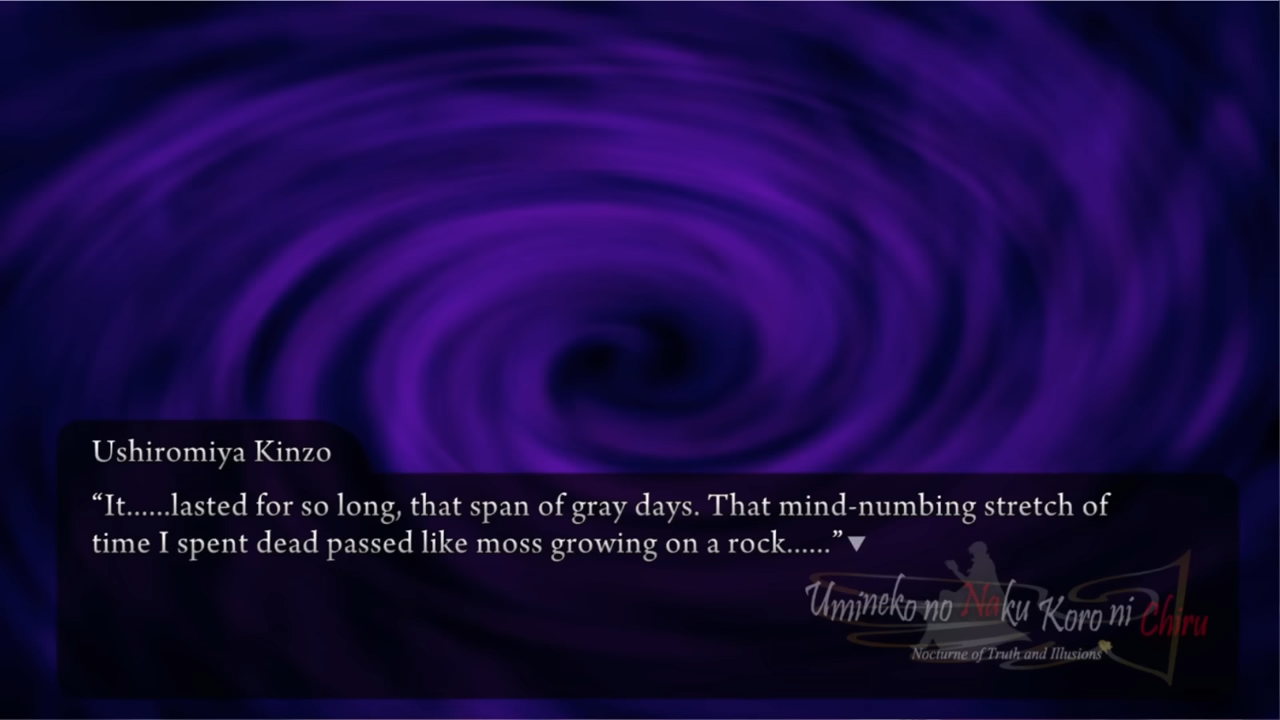 Ushiromiya Kinzo
“It......lasted for so long, that span of gray days. That mind-numbing stretch of
time I spent dead passed like moss growing on a rock......”
Umineko no Naku Koro ni Chiru
Nocturne of Truth and Illusions